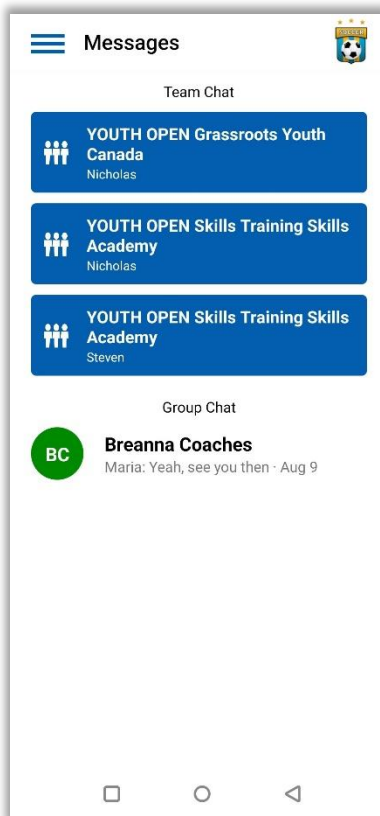 Messages
SOCCER
Team Chat
YOUTH OPEN Grassroots Youth
Canada
Nicholas
YOUTH OPEN Skills Training Skills
Academy
Nicholas
YOUTH OPEN Skills Training Skills
Academy
Steven
Group Chat
BC
Breanna Coaches
Maria: Yeah, see you then · Aug 9